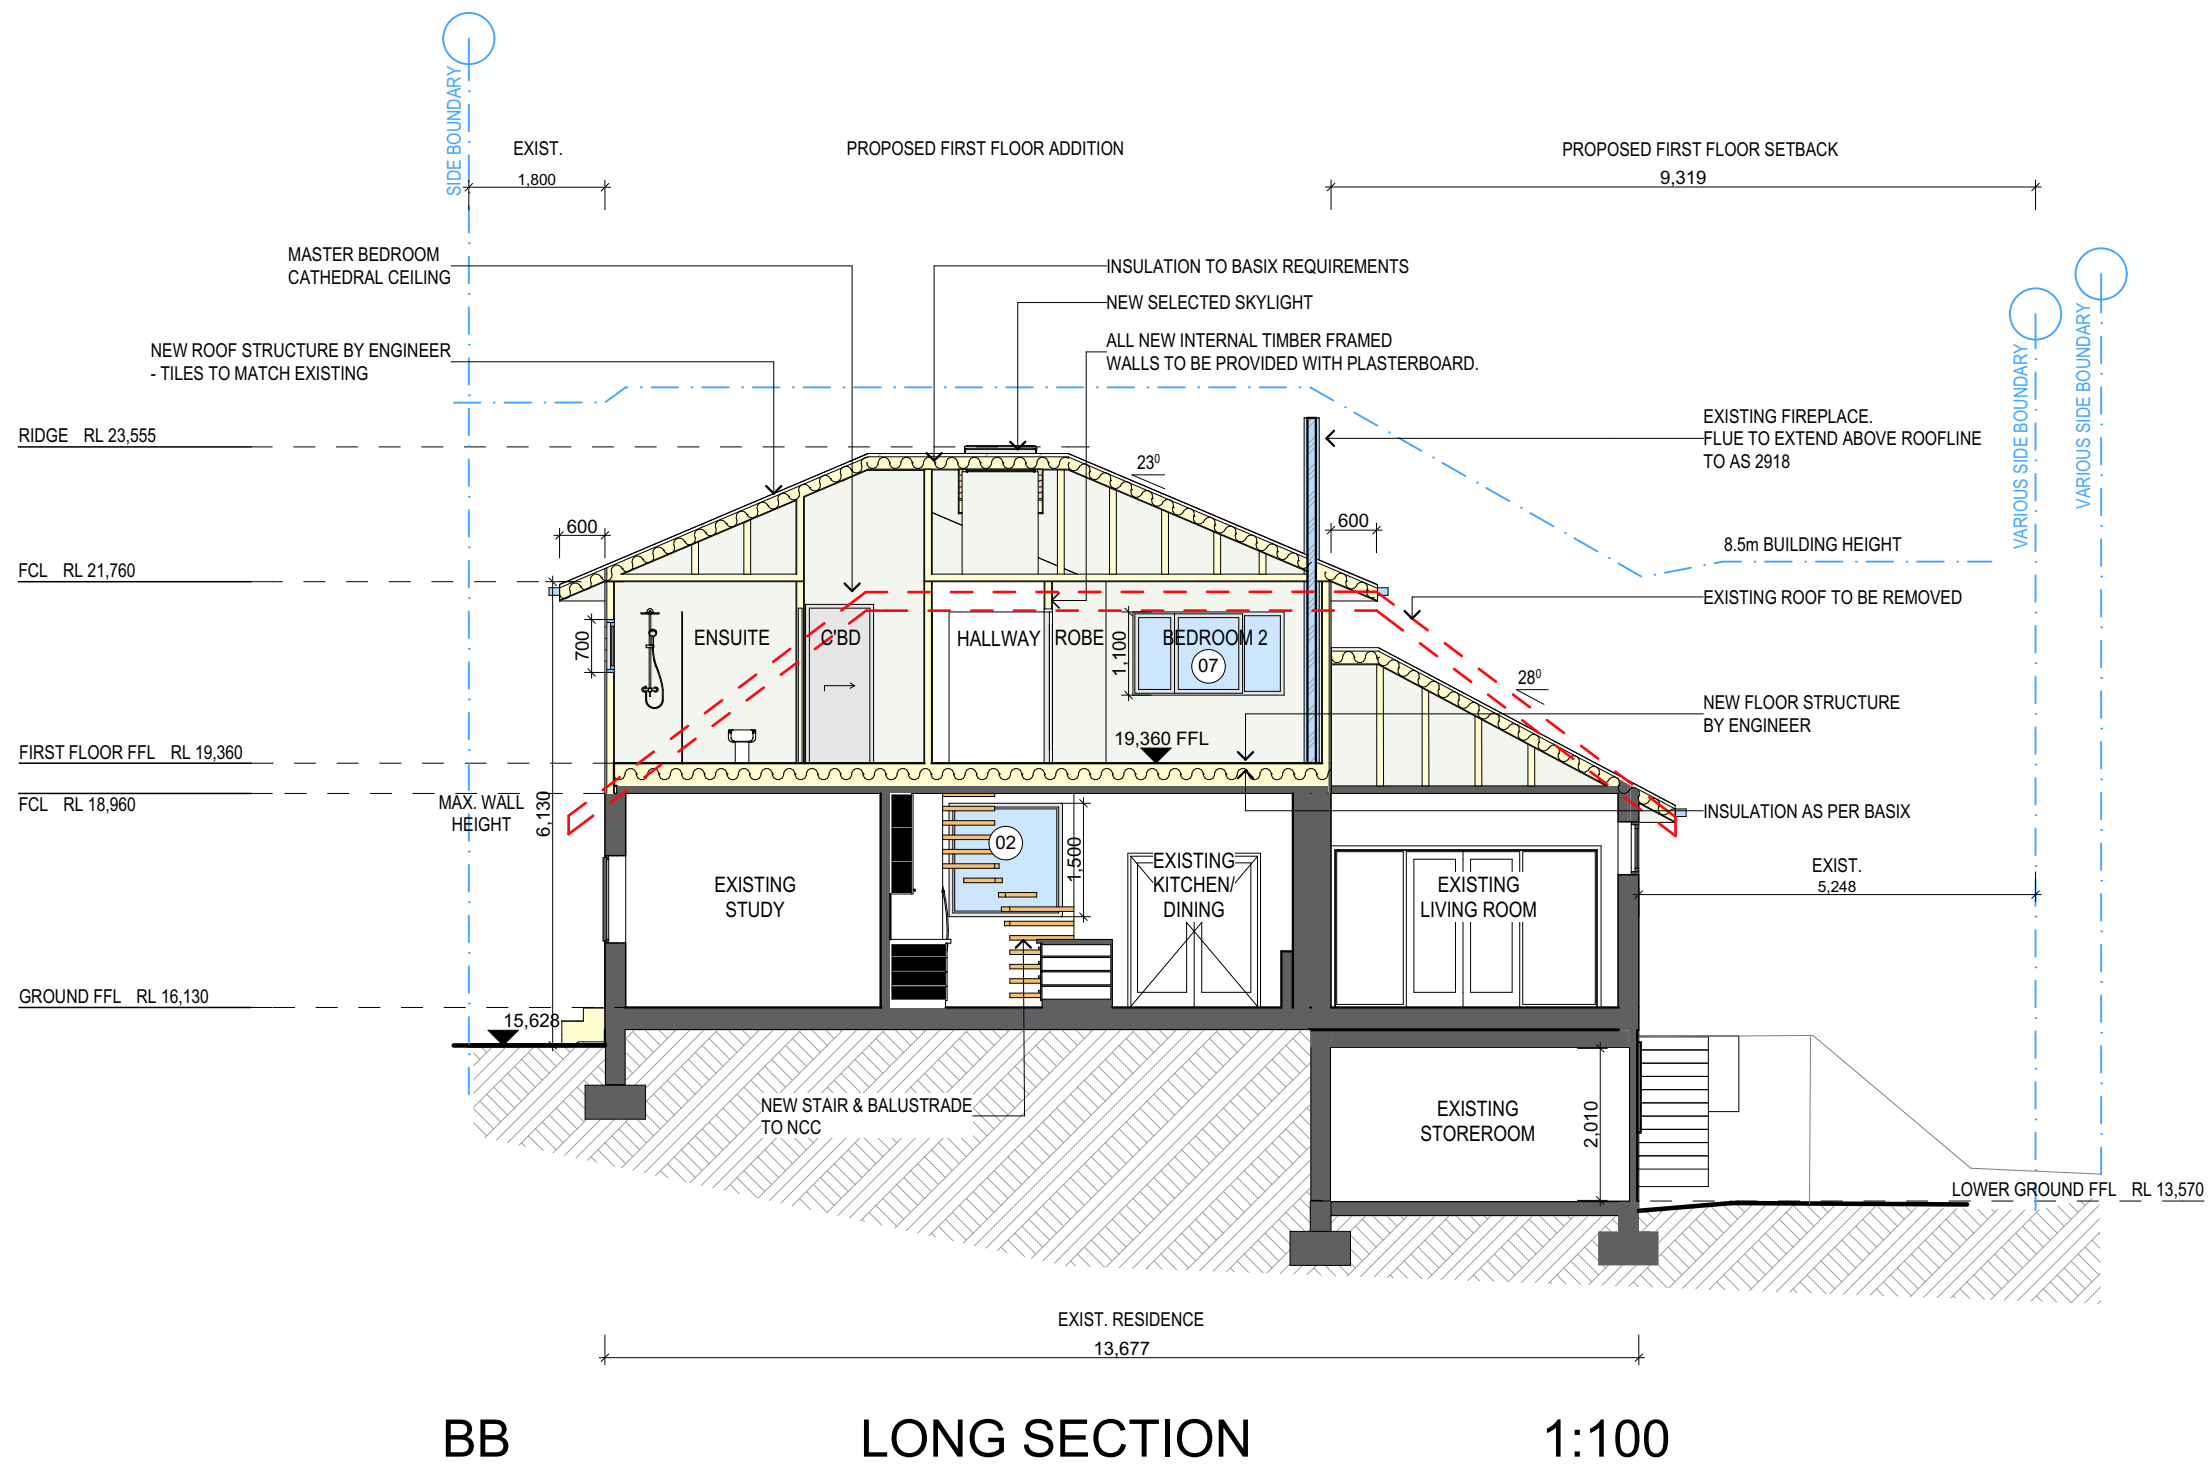 SIDE BOUNDARY
EXIST.
1,800
PROPOSED FIRST FLOOR ADDITION
PROPOSED FIRST FLOOR SETBACK
9,319
MASTER BEDROOM
CATHEDRAL CEILING
INSULATION TO BASIX REQUIREMENTS
NEW SELECTED SKYLIGHT
ALL NEW INTERNAL TIMBER FRAMED
WALLS TO BE PROVIDED WITH PLASTERBOARD.
NEW ROOF STRUCTURE BY ENGINEER
- TILES TO MATCH EXISTING
VARIOUS SIDE BOUNDARY
VARIOUS SIDE BOUNDARY
EXISTING FIREPLACE.
FLUE TO EXTEND ABOVE ROOFLINE
TO AS 2918
RIDGE RL 23,555
23⁰
600
600
8.5m BUILDING HEIGHT
FCL RL 21,760
EXISTING ROOF TO BE REMOVED
700
ENSUITE
C'BD
HALLWAY
ROBE
1,100
BEDROOM 2
07
28⁰
NEW FLOOR STRUCTURE
BY ENGINEER
19,360 FFL
FIRST FLOOR FFL RL 19,360
FCL RL 18,960
MAX. WALL
HEIGHT
6,130
INSULATION AS PER BASIX
02
1,500
EXISTING
STUDY
EXISTING
KITCHEN/
DINING
EXISTING
LIVING ROOM
EXIST.
5,248
GROUND FFL RL 16,130
15,628
NEW STAIR & BALUSTRADE
TO NCC
EXISTING
STOREROOM
2,010
LOWER GROUND FFL RL 13,570
EXIST. RESIDENCE
13,677
BB LONG SECTION 1:100